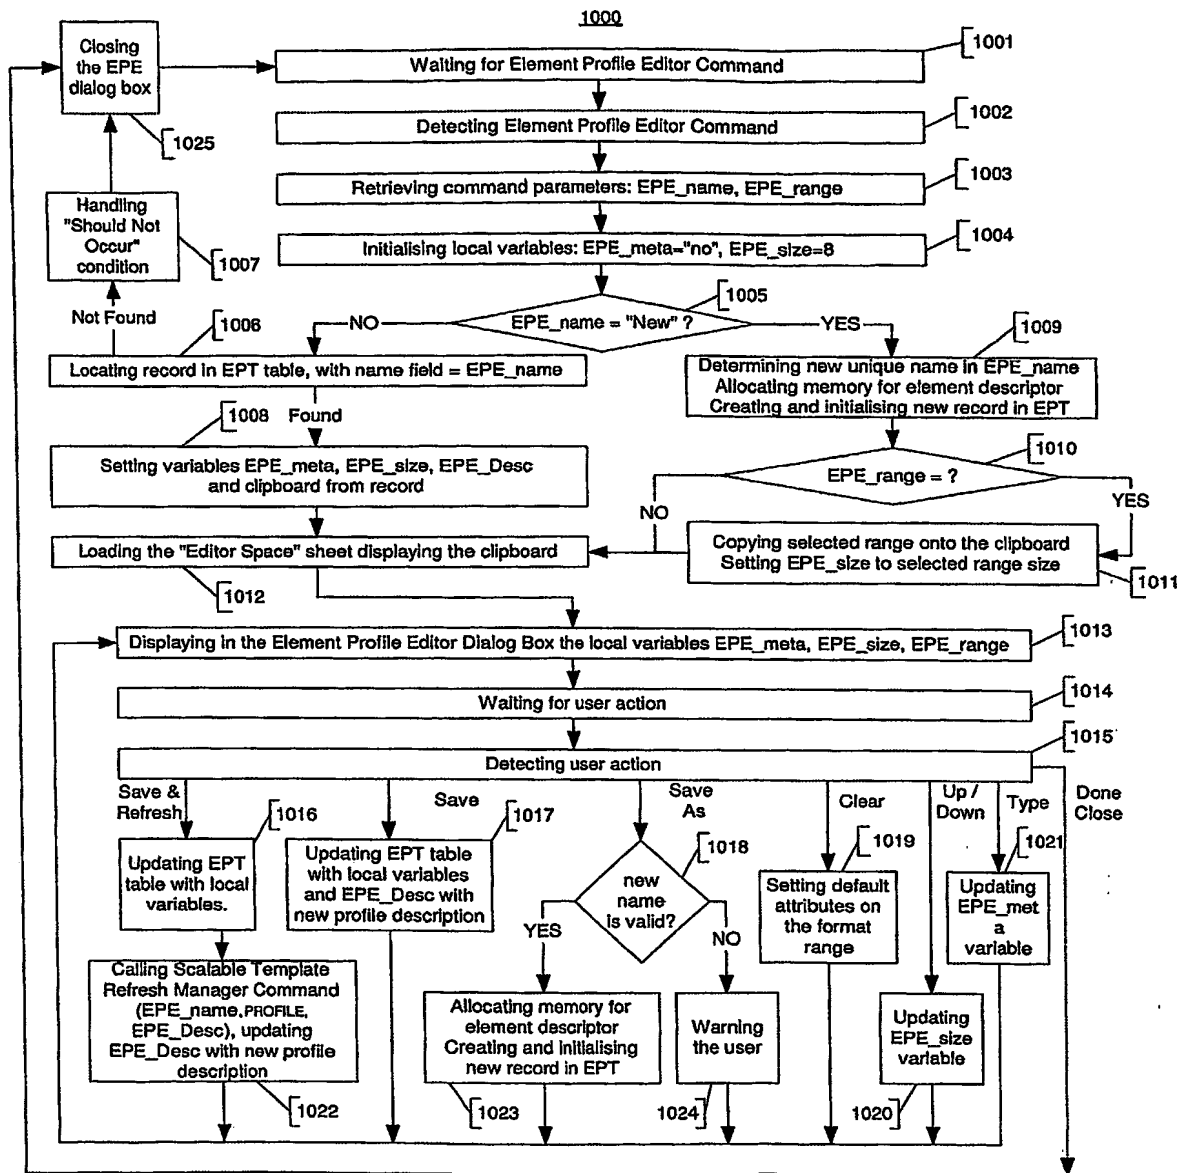 1000
Closing
the EPE
dialog box
1025
Waiting for Element Profile Editor Command
1001
Detecting Element Profile Editor Command
1002
Retrieving command parameters: EPE_name, EPE_range
1003
Handling
"Should Not
Occur"
condition
1007
Initialising local variables: EPE_meta="no", EPE_size=8
1004
Not Found
1006
NO
EPE_name = "New" ?
1005
YES
1009
Locating record in EPT table, with name field = EPE_name
Determining new unique name in EPE_name
Allocating memory for element descriptor
Creating and initialising new record in EPT
1008
Found
Setting variables EPE_meta, EPE_size, EPE_Desc
and clipboard from record
EPE_range = ?
1010
NO
YES
Loading the "Editor Space" sheet displaying the clipboard
1012
Copying selected range onto the clipboard
Setting EPE_size to selected range size
1011
Displaying in the Element Profile Editor Dialog Box the local variables EPE_meta, EPE_size, EPE_range
1013
Waiting for user action
1014
Detecting user action
1015
Save &
Refresh
Save
Save
As
Clear
Up /
Down
Type
Done
Close
1016
Updating EPT
table with local
variables.
1017
Updating EPT table
with local variables
and EPE_Desc with
new profile description
1018
new
name
is valid?
YES
NO
1019
Setting default
attributes on
the format
range
1021
Updating
EPE_met
a
variable
Calling Scalable Template
Refresh Manager Command
(EPE_name,PROFILE,
EPE_Desc), updating
EPE_Desc with new profile
description
1022
Allocating memory for
element descriptor
Creating and initialising
new record in EPT
1023
Warning
the user
1024
Updating
EPE_size
variable
1020